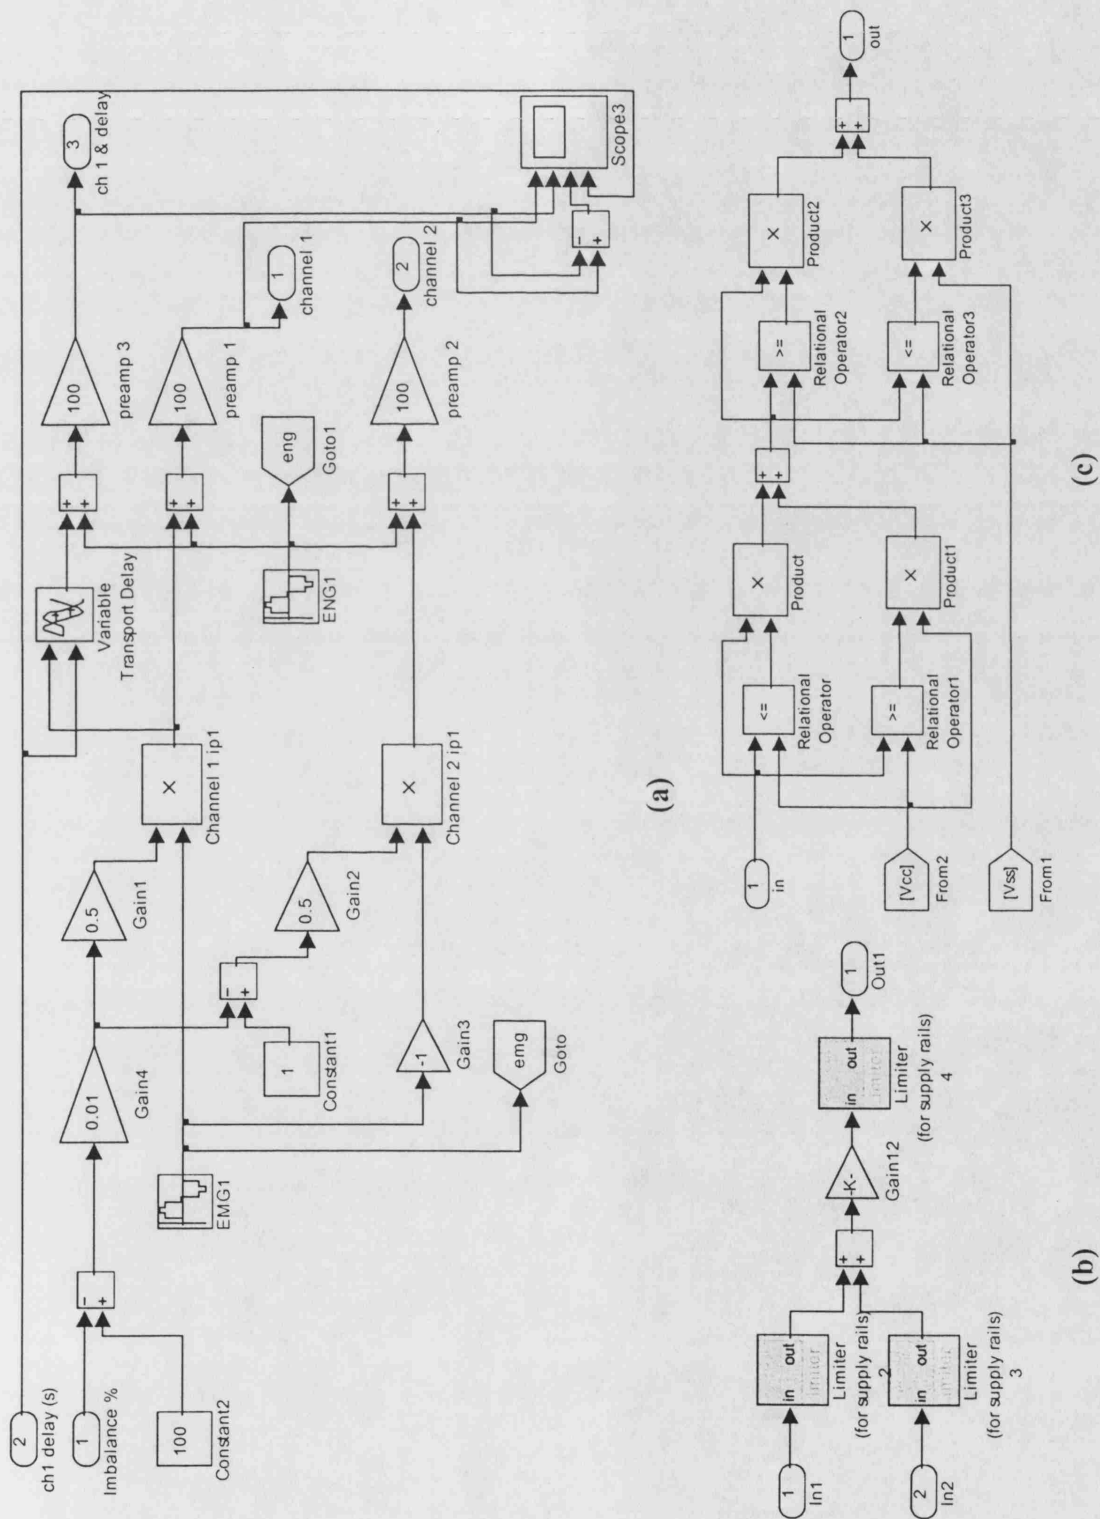 2
ch1 delay (s)
1
Imbalance %
100
Constant2
-
+
0.01
Gain4
0.5
Gain1
EMG1
-
+
1
Constant1
0.5
Gain2
-1
Gain3
emg
Goto
×
Channel 1 ip1
×
Channel 2 ip1
Variable
Transport Delay
ENG1
eng
Goto1
+
+
+
+
+
+
100
preamp 3
100
preamp 1
100
preamp 2
3
ch 1 & delay
1
channel 1
2
channel 2
-
+
Scope3
(a)
1
In1
2
In2
in out
Limiter
(for supply rails)
2
in out
Limiter
(for supply rails)
3
+
+
-K-
Gain12
in out
Limiter
(for supply rails)
4
1
Out1
(b)
1
in
[Vcc]
From2
[Vss]
From1
<=
Relational
Operator
>=
Relational
Operator1
×
Product
×
Product1
+
+
>=
Relational
Operator2
<=
Relational
Operator3
×
Product2
×
Product3
+
+
1
out
(c)